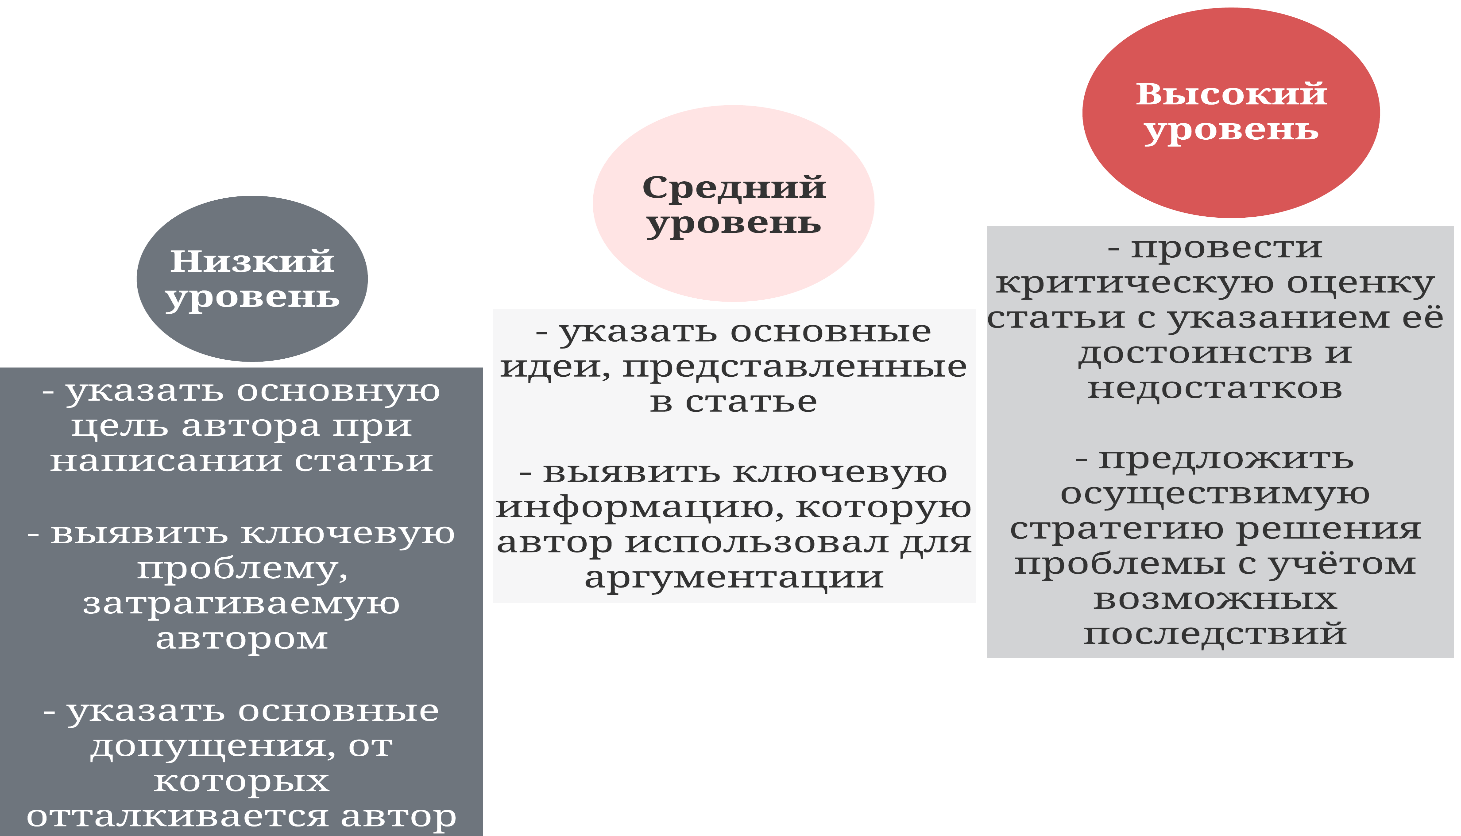 Низкий
уровень
- указать основную
цель автора при
написании статьи
- выявить ключевую
проблему,
затрагиваемую
автором
- указать основные
допущения, от
которых
отталкивается автор
Средний
уровень
- указать основные
идеи, представленные
в статье
- выявить ключевую
информацию, которую
автор использовал для
аргументации
Высокий
уровень
- провести
критическую оценку
статьи с указанием её
достоинств и
недостатков
- предложить
осуществимую
стратегию решения
проблемы с учётом
возможных
последствий